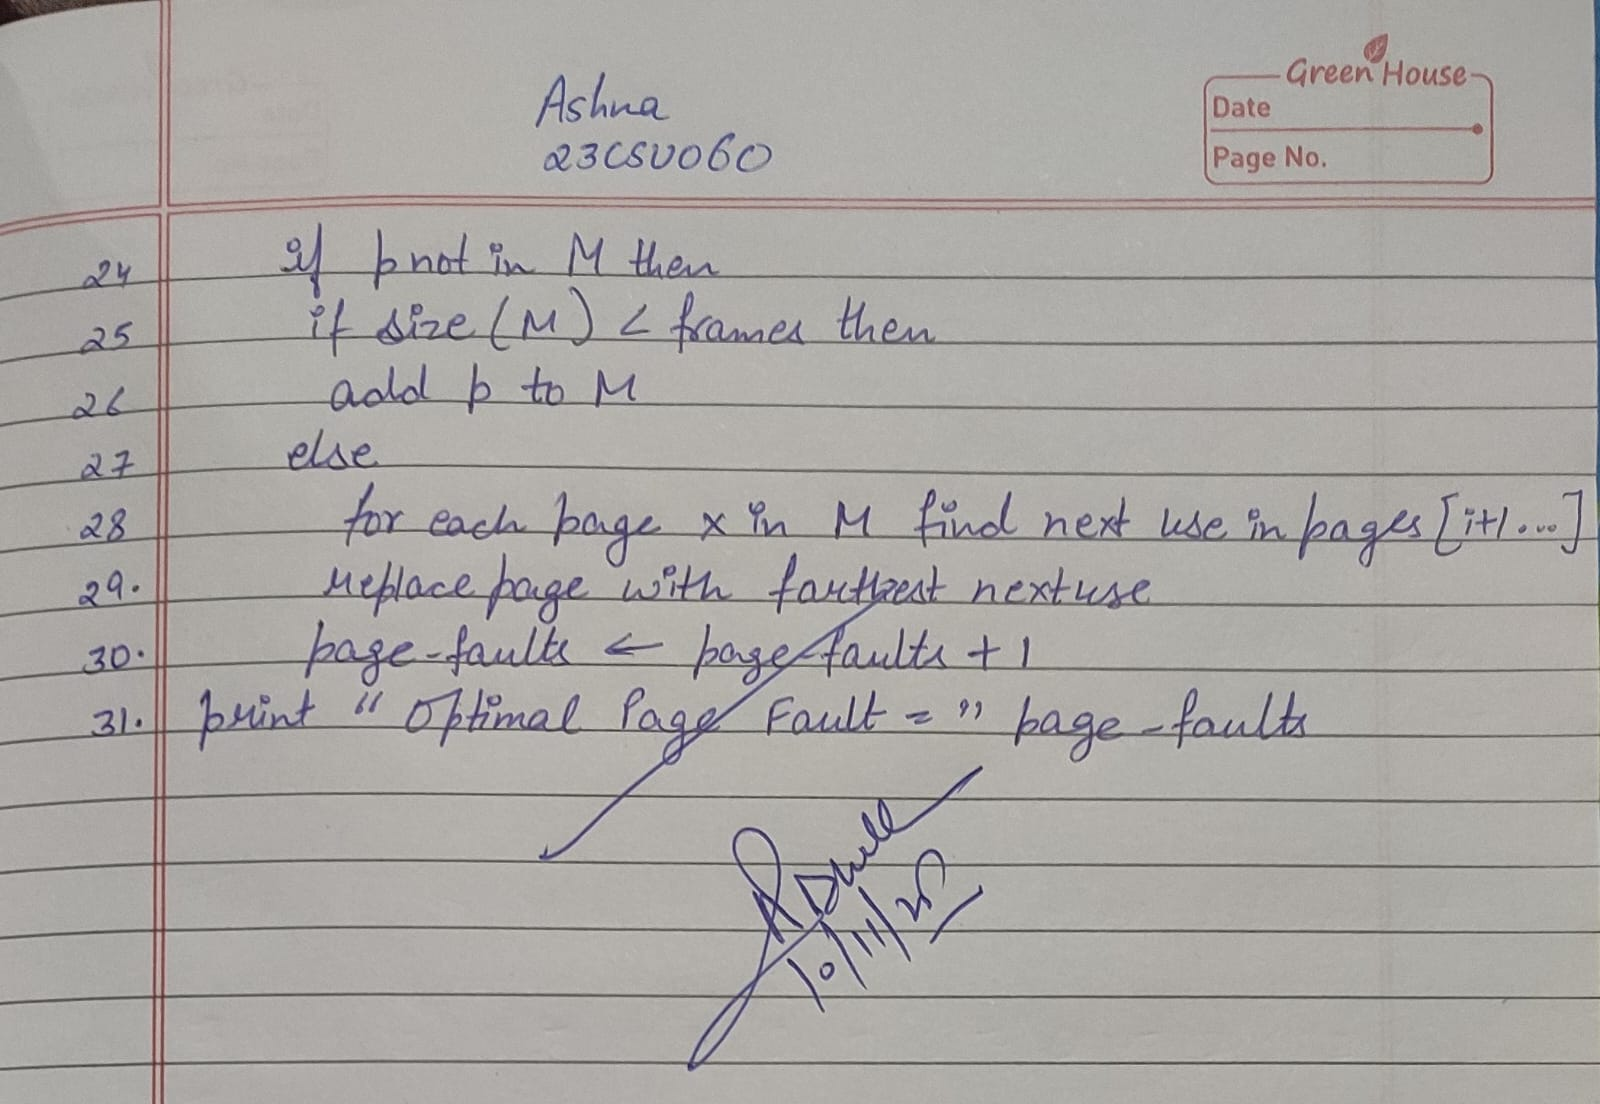 Green House
Date
Page No.
Ashna
23CSU060
24 if p not in M then
25 if size (M) < frames then
26 add p to M
27 else
28 for each page x in M find next use in pages [i+1...]
29. replace page with farthest next use
30. page-faults ← page-faults + 1
31. print " Optimal Page Fault = " page-faults
10/11/25